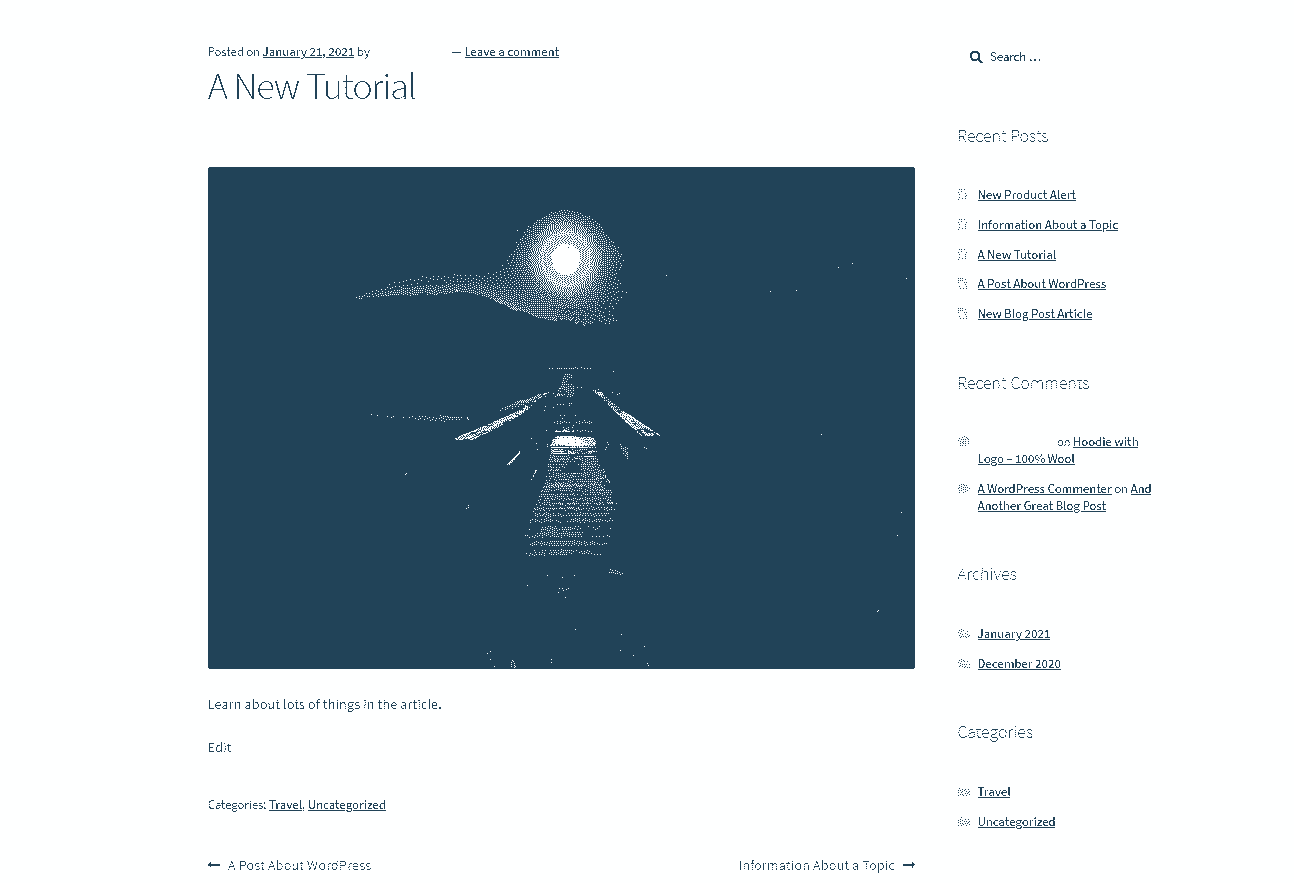 Posted on January 21, 2021 by — Leave a comment
A New Tutorial
Learn about lots of things in the article.
Edit
Categories: Travel, Uncategorized
A Post About WordPress
Information About a Topic
Search …
Recent Posts
New Product Alert
Information About a Topic
A New Tutorial
A Post About WordPress
New Blog Post Article
Recent Comments
on Hoodie with
Logo – 100% Wool
A WordPress Commenter on And
Another Great Blog Post
Archives
January 2021
December 2020
Categories
Travel
Uncategorized